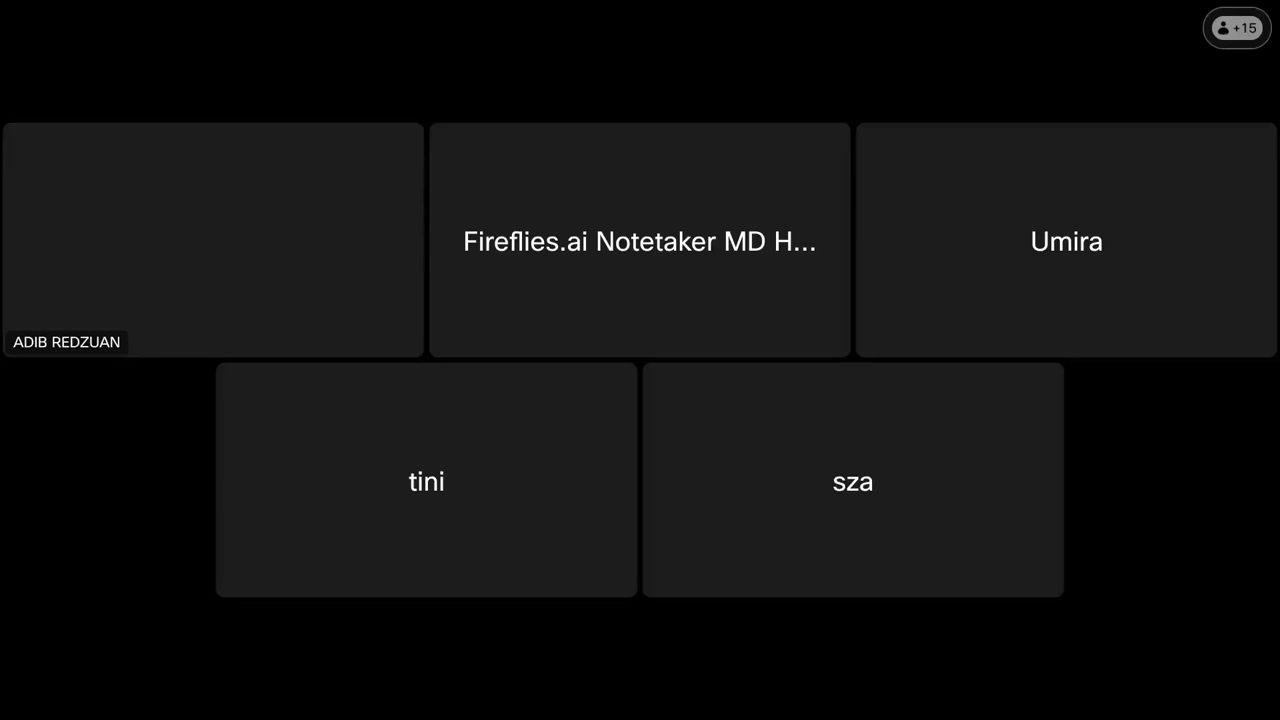 +15
ADIB REDZUAN
Fireflies.ai Notetaker MD H...
Umira
tini
sza